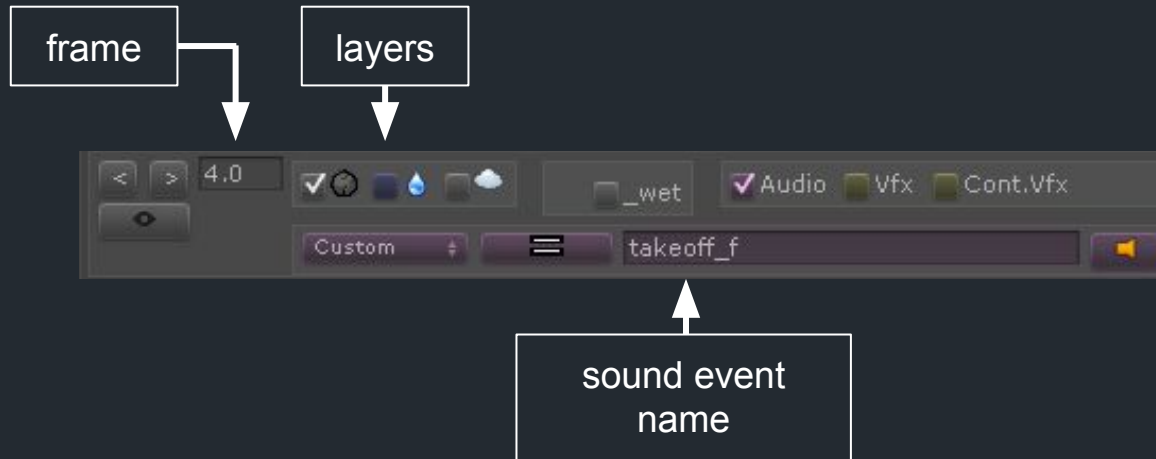 frame
layers
< > 4.0
_wet
Audio Vfx Cont.Vfx
Custom takeoff_f
sound event
name